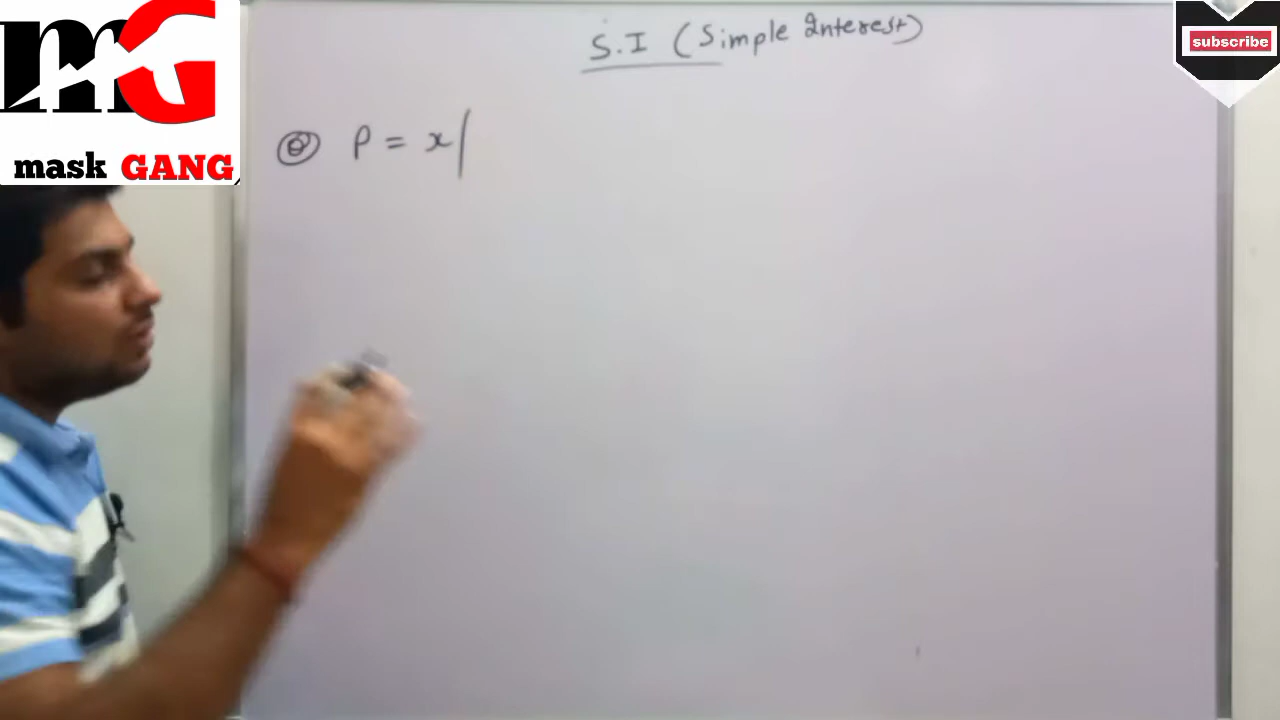 S.I (Simple Interest)
subscribe
Q P = x
mG
mask GANG,